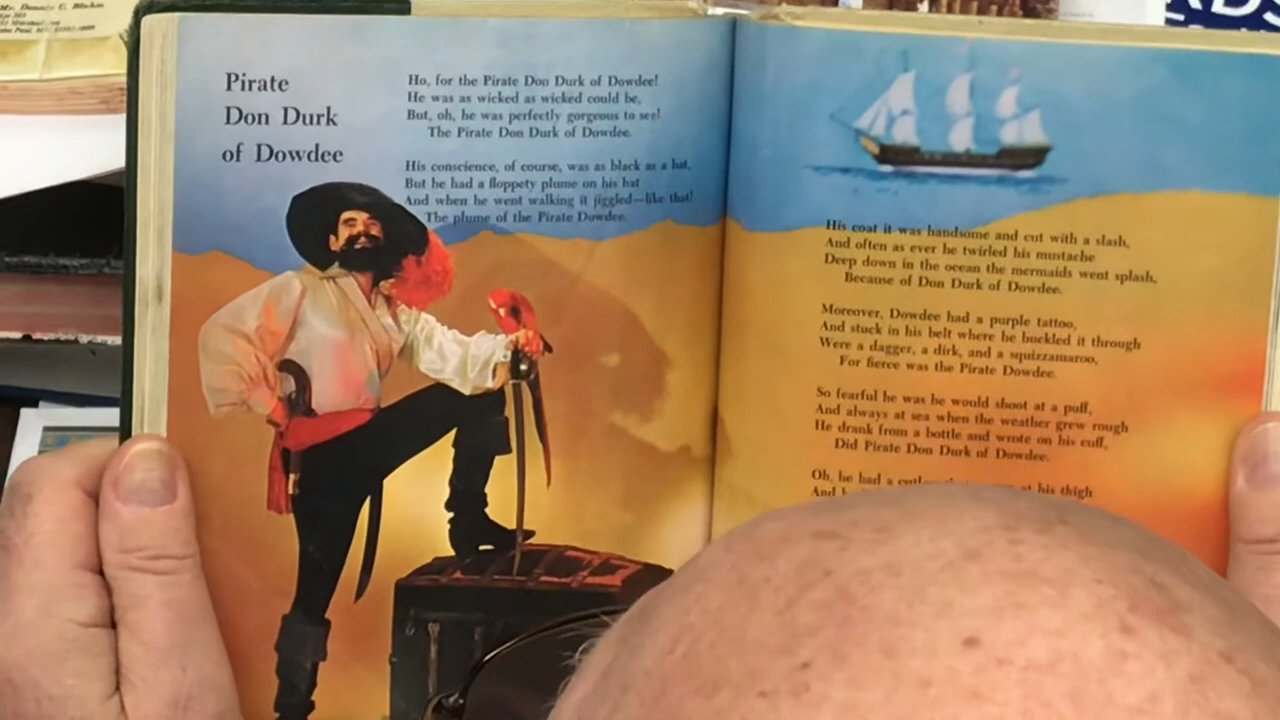 Mr. Dennis C.
Pirate
Don Durk
of Dowdee
Ho, for the Pirate Don Durk of Dowdee!
He was as wicked as wicked could be,
But, oh, he was perfectly gorgeous to see!
The Pirate Don Durk of Dowdee.
His conscience, of course, was as black as a bat,
But he had a floppety plume on his hat
And when he went walking it jiggled—like that!
The plume of the Pirate Dowdee.
His coat it was handsome and cut with a slash,
And often as ever he twirled his mustache
Deep down in the ocean the mermaids went splash,
Because of Don Durk of Dowdee.
Moreover, Dowdee had a purple tattoo,
And stuck in his belt where he buckled it through
Were a dagger, a dirk, and a squizzamaroo,
For fierce was the Pirate Dowdee.
So fearful he was he would shoot at a puff,
And always at sea when the weather grew rough
He drank from a bottle and wrote on his cuff,
Did Pirate Don Durk of Dowdee.
Oh, he had a his thigh
And